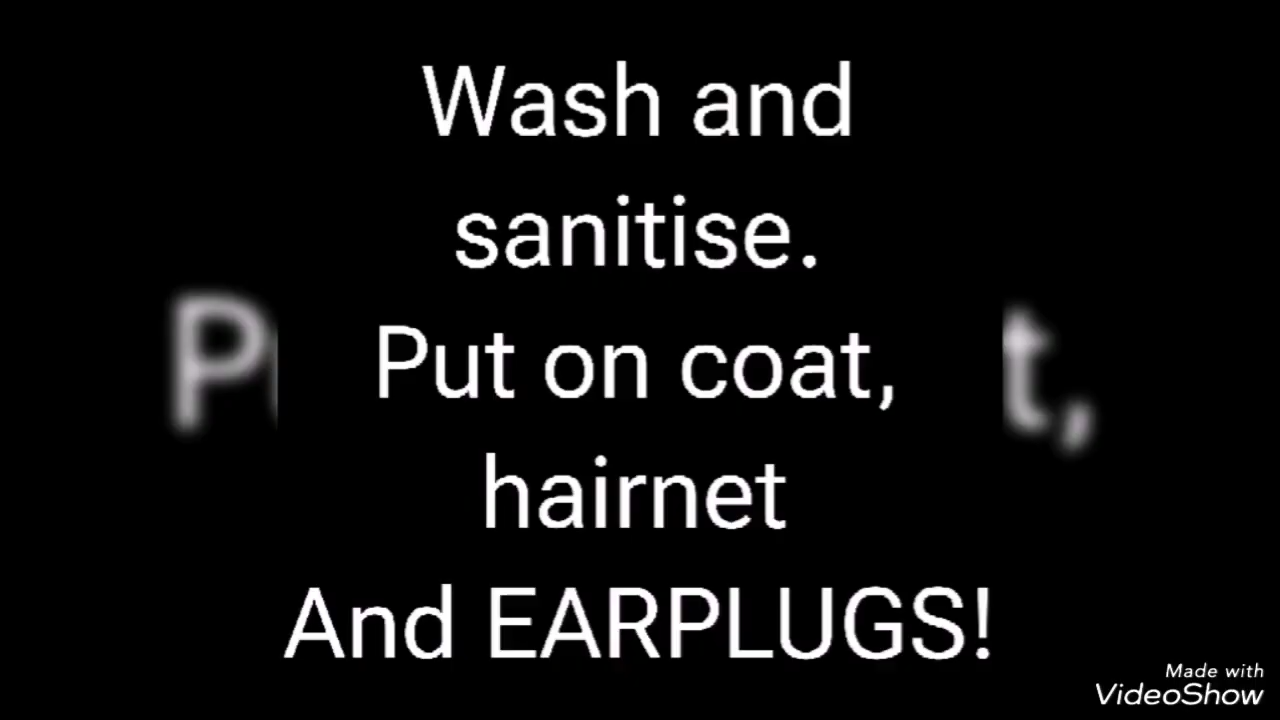 Wash and
sanitise.
Put on coat,
hairnet
And EARPLUGS!
Made with
VideoShow